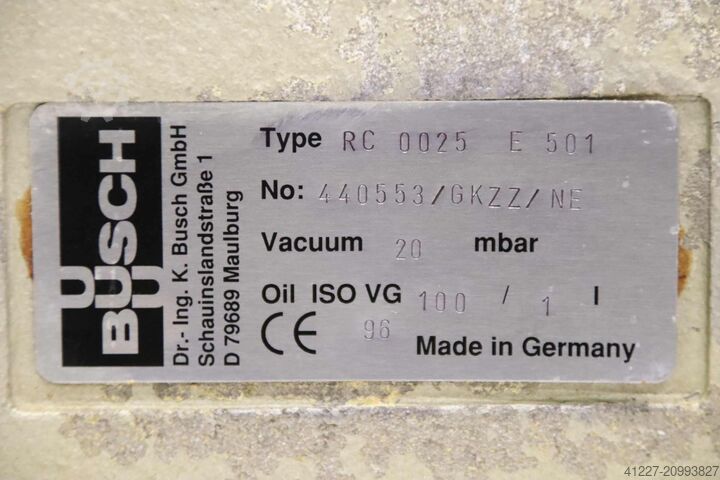 BUSCH
Dr.- Ing. K. Busch GmbH
Schauinslandstraße 1
D 79689 Maulburg
Type RC 0025 E 501
No: 440553/GKZZ/NE
Vacuum 20 mbar
Oil ISO VG 100 / 1 l
CE 96 Made in Germany
41227-20993827